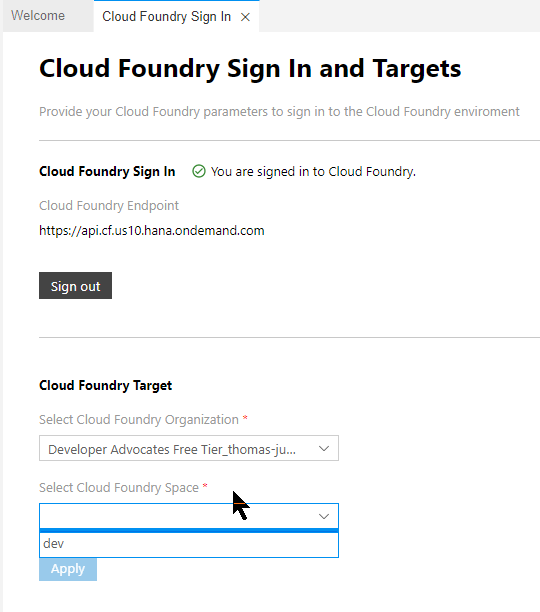 Welcome
Cloud Foundry Sign In
Cloud Foundry Sign In and Targets
Provide your Cloud Foundry parameters to sign in to the Cloud Foundry enviroment
Cloud Foundry Sign In
You are signed in to Cloud Foundry.
Cloud Foundry Endpoint
https://api.cf.us10.hana.ondemand.com
Sign out
Cloud Foundry Target
Select Cloud Foundry Organization *
Developer Advocates Free Tier_thomas-ju...
Select Cloud Foundry Space *
dev
Apply